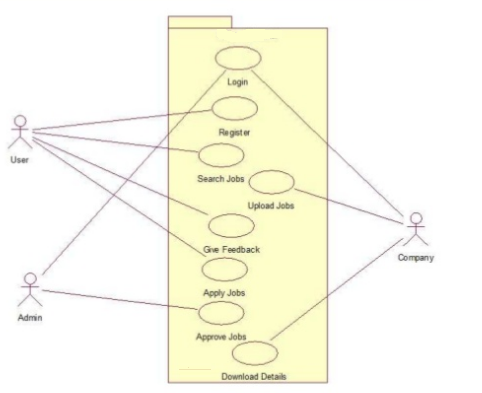 Login
Register
User
Search Jobs
Upload Jobs
Give Feedback
Company
Apply Jobs
Admin
Approve Jobs
Download Details